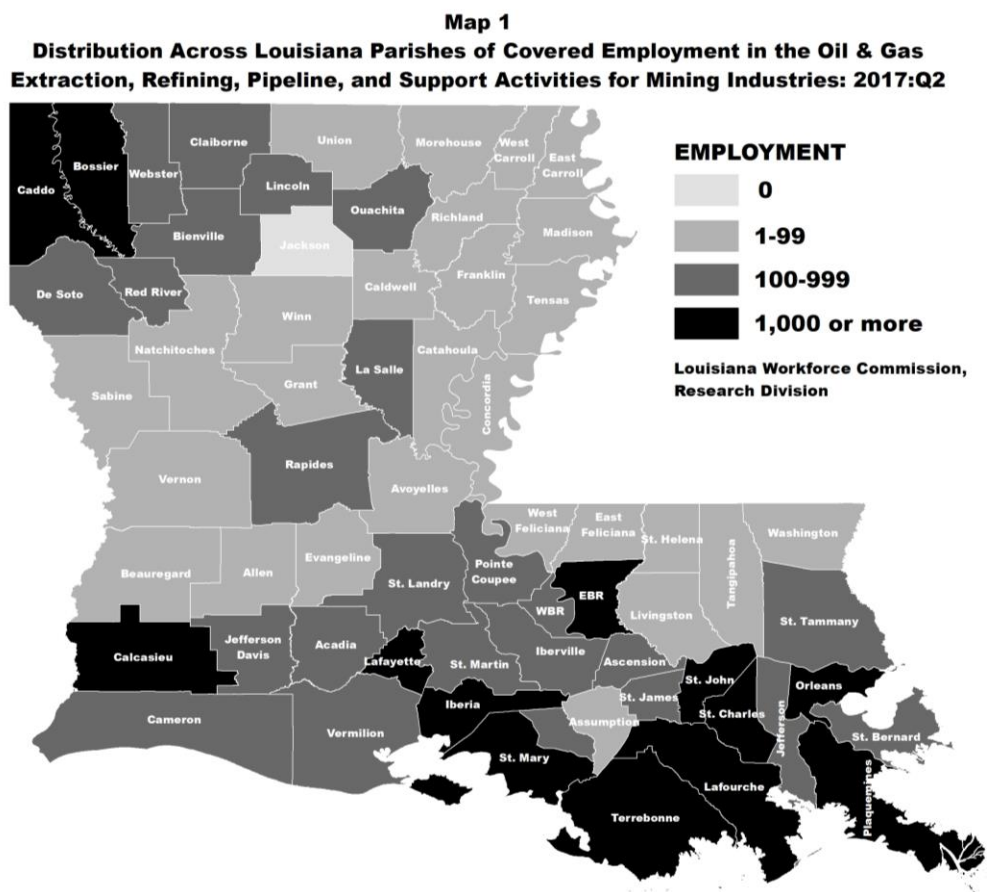 Map 1
Distribution Across Louisiana Parishes of Covered Employment in the Oil & Gas
Extraction, Refining, Pipeline, and Support Activities for Mining Industries: 2017:Q2
EMPLOYMENT
0
1-99
100-999
1,000 or more
Louisiana Workforce Commission,
Research Division
Caddo
Bossier
Webster
Claiborne
Union
Morehouse
West
Carroll
East
Carroll
Lincoln
Ouachita
Richland
Madison
Bienville
Jackson
Caldwell
Franklin
Tensas
De Soto
Red River
Winn
Natchitoches
Catahoula
La Salle
Grant
Sabine
Concordia
Rapides
Vernon
Avoyelles
West
Feliciana
East
Feliciana
St. Helena
Tangipahoa
Washington
Beauregard
Allen
Evangeline
St. Landry
Pointe
Coupee
WBR
EBR
Livingston
St. Tammany
Calcasieu
Jefferson
Davis
Acadia
Lafayette
St. Martin
Iberville
Ascension
St. John
Orleans
Cameron
Vermilion
Iberia
St. James
St. Charles
Assumption
Jefferson
St. Bernard
St. Mary
Lafourche
Terrebonne
Plaquemines